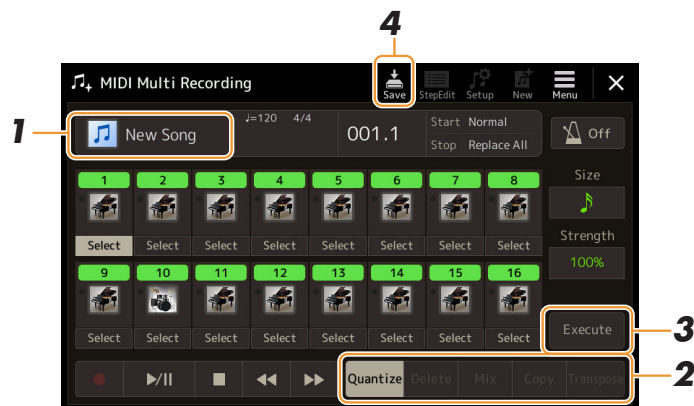 4
MIDI Multi Recording
Save StepEdit Setup New Menu
1
New Song
♩=120 4/4
001.1
Start Normal
Stop Replace All
Off
1 2 3 4 5 6 7 8
Size
Select Select Select Select Select Select Select Select
Strength
100%
9 10 11 12 13 14 15 16
Select Select Select Select Select Select Select Select
Execute
3
Quantize Delete Mix Copy Transpose
2